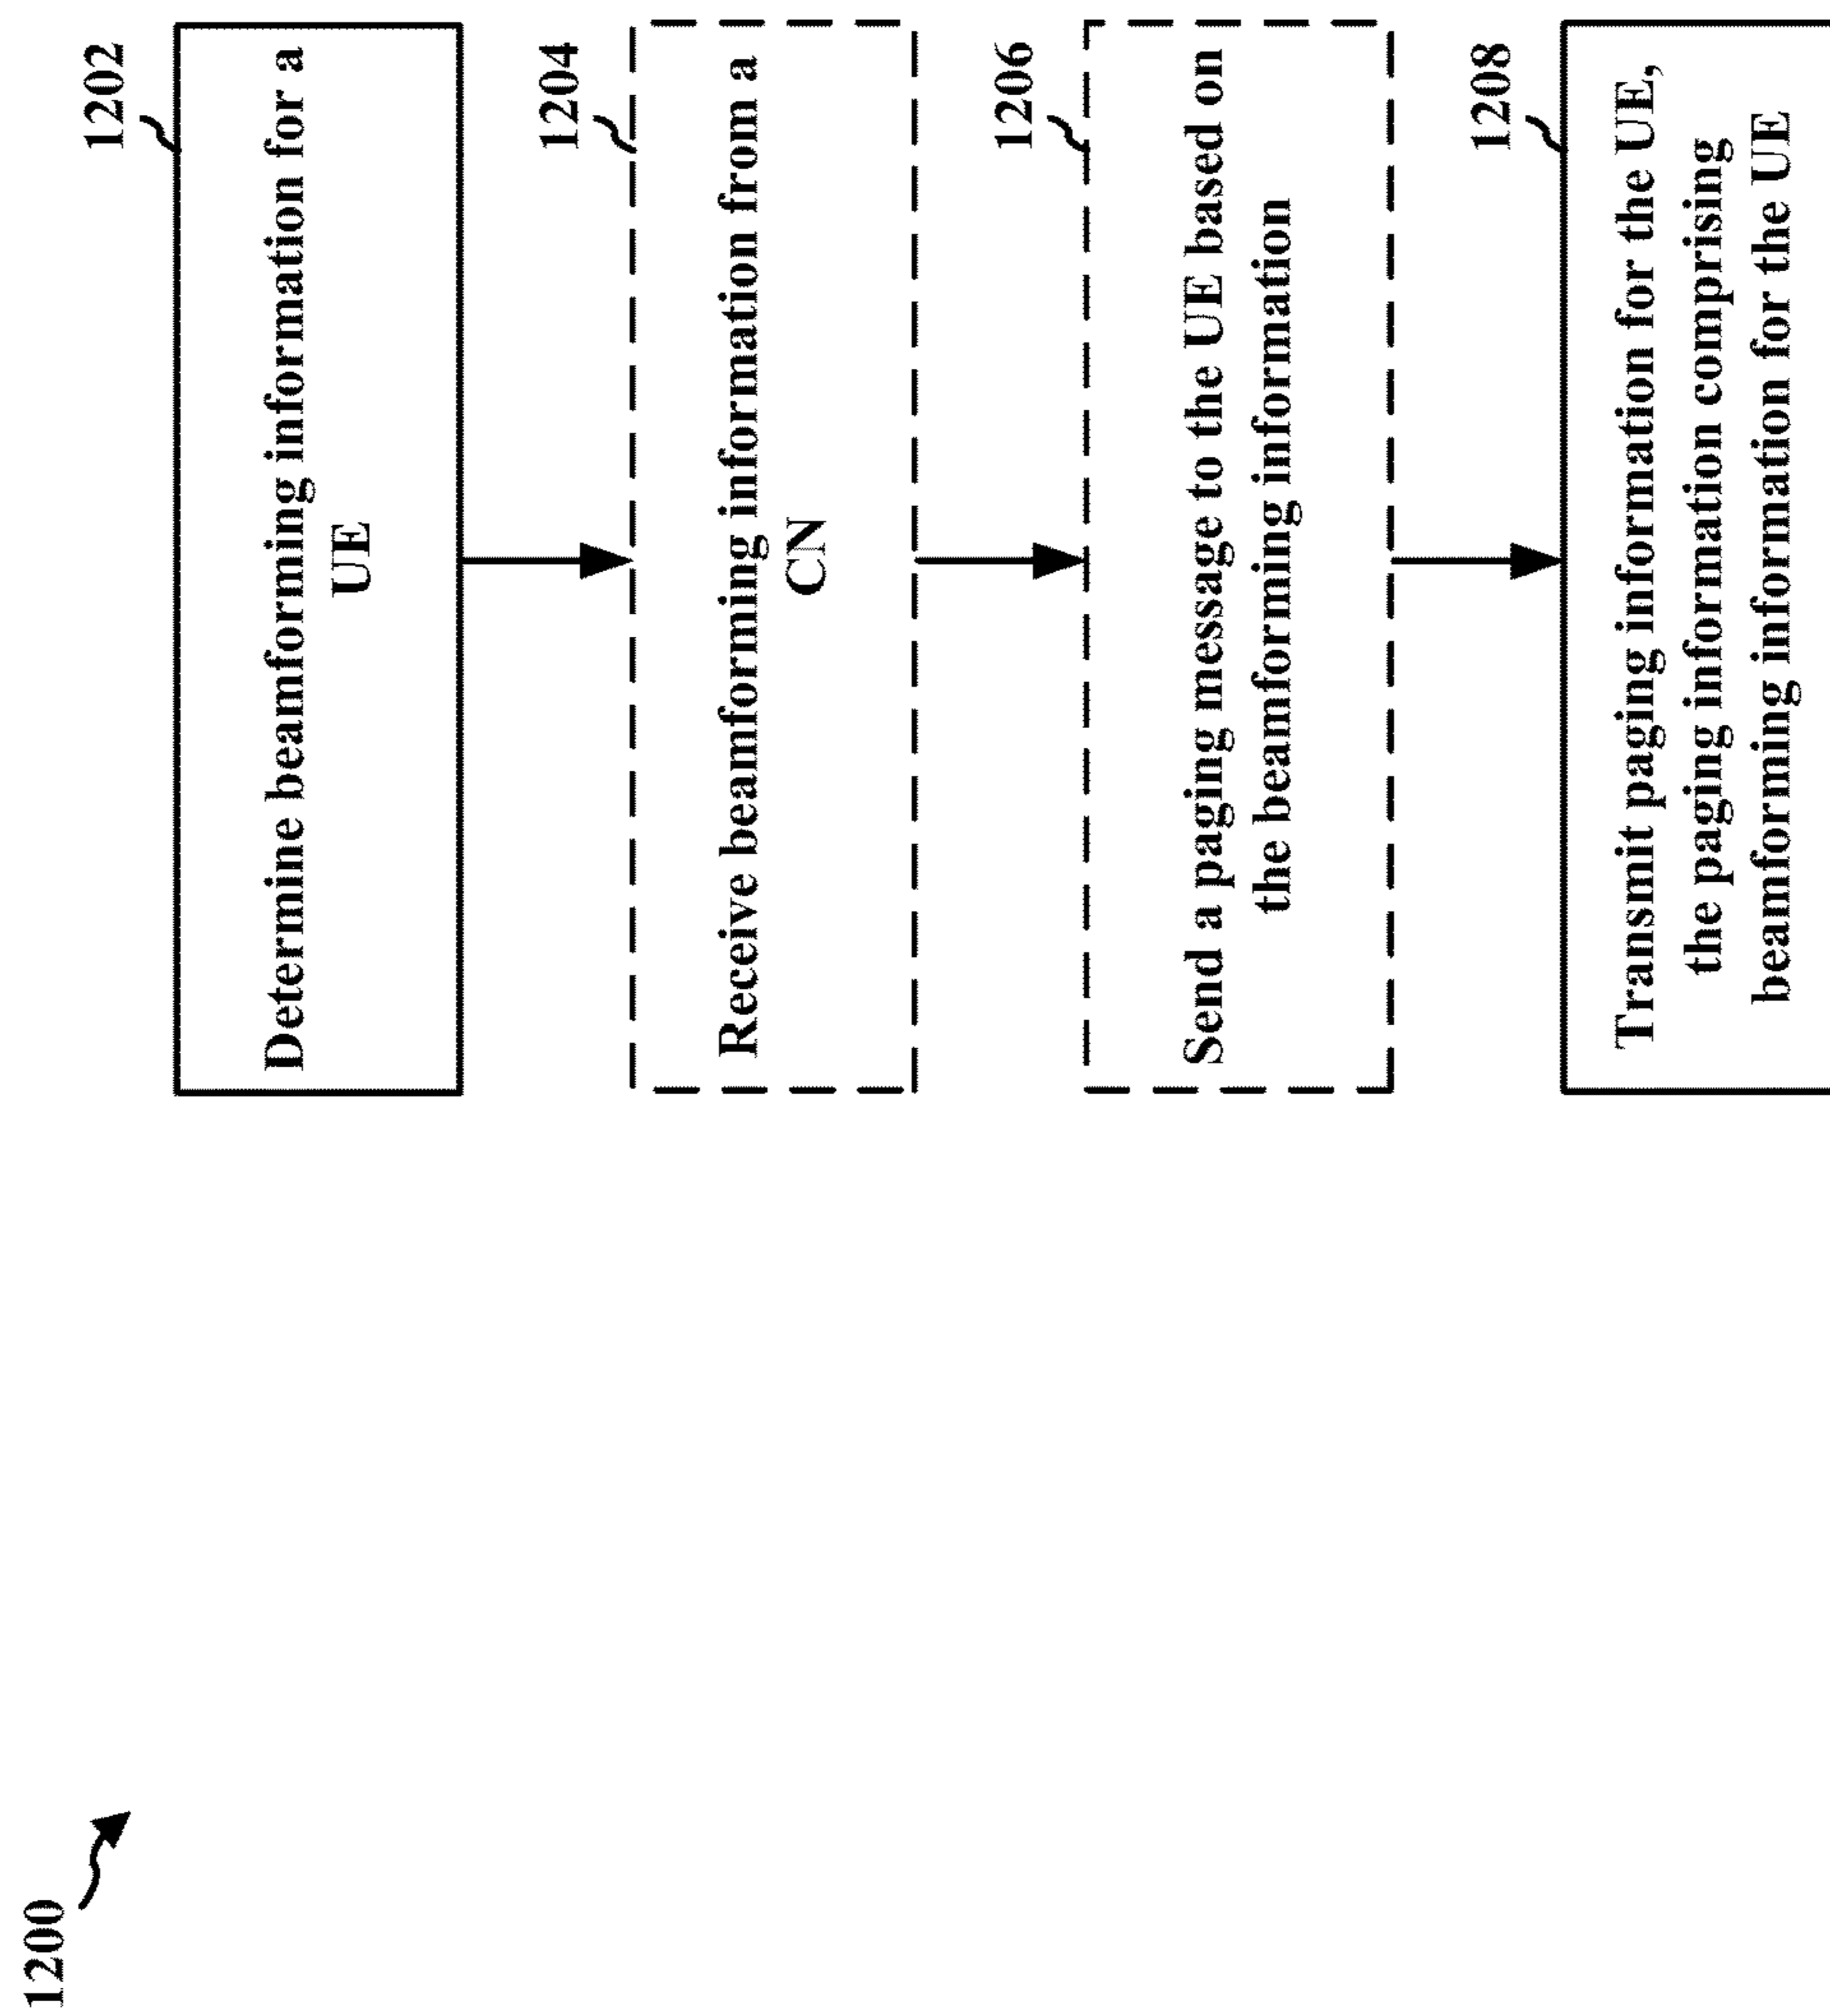 1200
1202
Determine beamforming information for a
UE
1204
Receive beamforming information from a
CN
1206
Send a paging message to the UE based on
the beamforming information
1208
Transmit paging information for the UE,
the paging information comprising
beamforming information for the UE